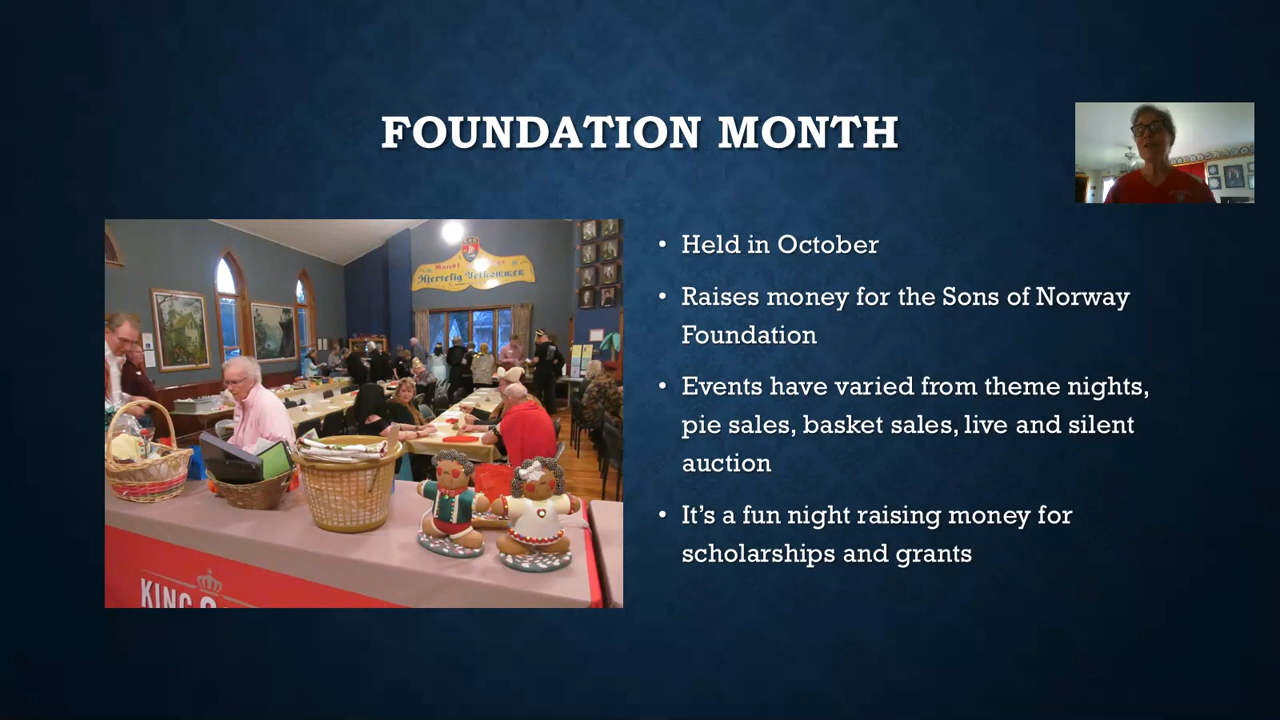 FOUNDATION MONTH
Hjertelig Velkommen
KING
• Held in October
• Raises money for the Sons of Norway
Foundation
• Events have varied from theme nights,
pie sales, basket sales, live and silent
auction
• It’s a fun night raising money for
scholarships and grants